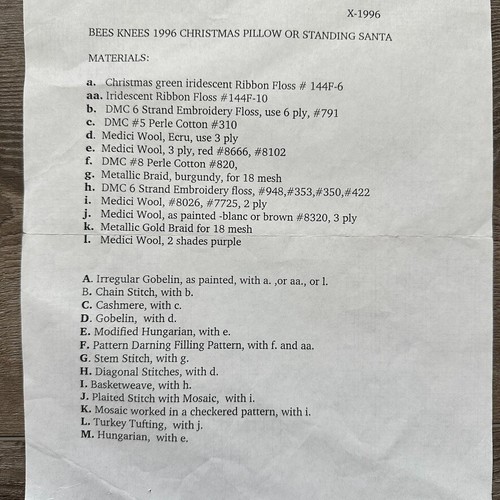 X-1996
BEES KNEES 1996 CHRISTMAS PILLOW OR STANDING SANTA
MATERIALS:
a. Christmas green iridescent Ribbon Floss # 144F-6
aa. Iridescent Ribbon Floss #144F-10
b. DMC 6 Strand Embroidery Floss, use 6 ply, #791
c. DMC #5 Perle Cotton #310
d. Medici Wool, Ecru, use 3 ply
e. Medici Wool, 3 ply, red #8666, #8102
f. DMC #8 Perle Cotton #820,
g. Metallic Braid, burgundy, for 18 mesh
h. DMC 6 Strand Embroidery floss, #948,#353,#350,#422
i. Medici Wool, #8026, #7725, 2 ply
j. Medici Wool, as painted -blanc or brown #8320, 3 ply
k. Metallic Gold Braid for 18 mesh
l. Medici Wool, 2 shades purple
A. Irregular Gobelin, as painted, with a. ,or aa., or l.
B. Chain Stitch, with b.
C. Cashmere, with c.
D. Gobelin, with d.
E. Modified Hungarian, with e.
F. Pattern Darning Filling Pattern, with f. and aa.
G. Stem Stitch, with g.
H. Diagonal Stitches, with d.
I. Basketweave, with h.
J. Plaited Stitch with Mosaic, with i.
K. Mosaic worked in a checkered pattern, with i.
L. Turkey Tufting, with j.
M. Hungarian, with e.